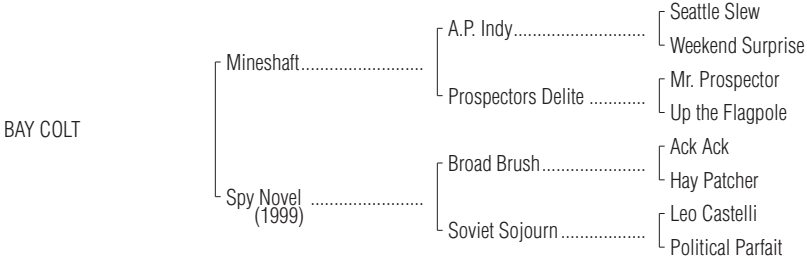 Seattle Slew
A.P. Indy..........................
Weekend Surprise
Mineshaft........................
Mr. Prospector
Prospectors Delite ...........
Up the Flagpole
BAY COLT
Ack Ack
Broad Brush....................
Hay Patcher
Spy Novel ......................
(1999)
Leo Castelli
Soviet Sojourn.................
Political Parfait